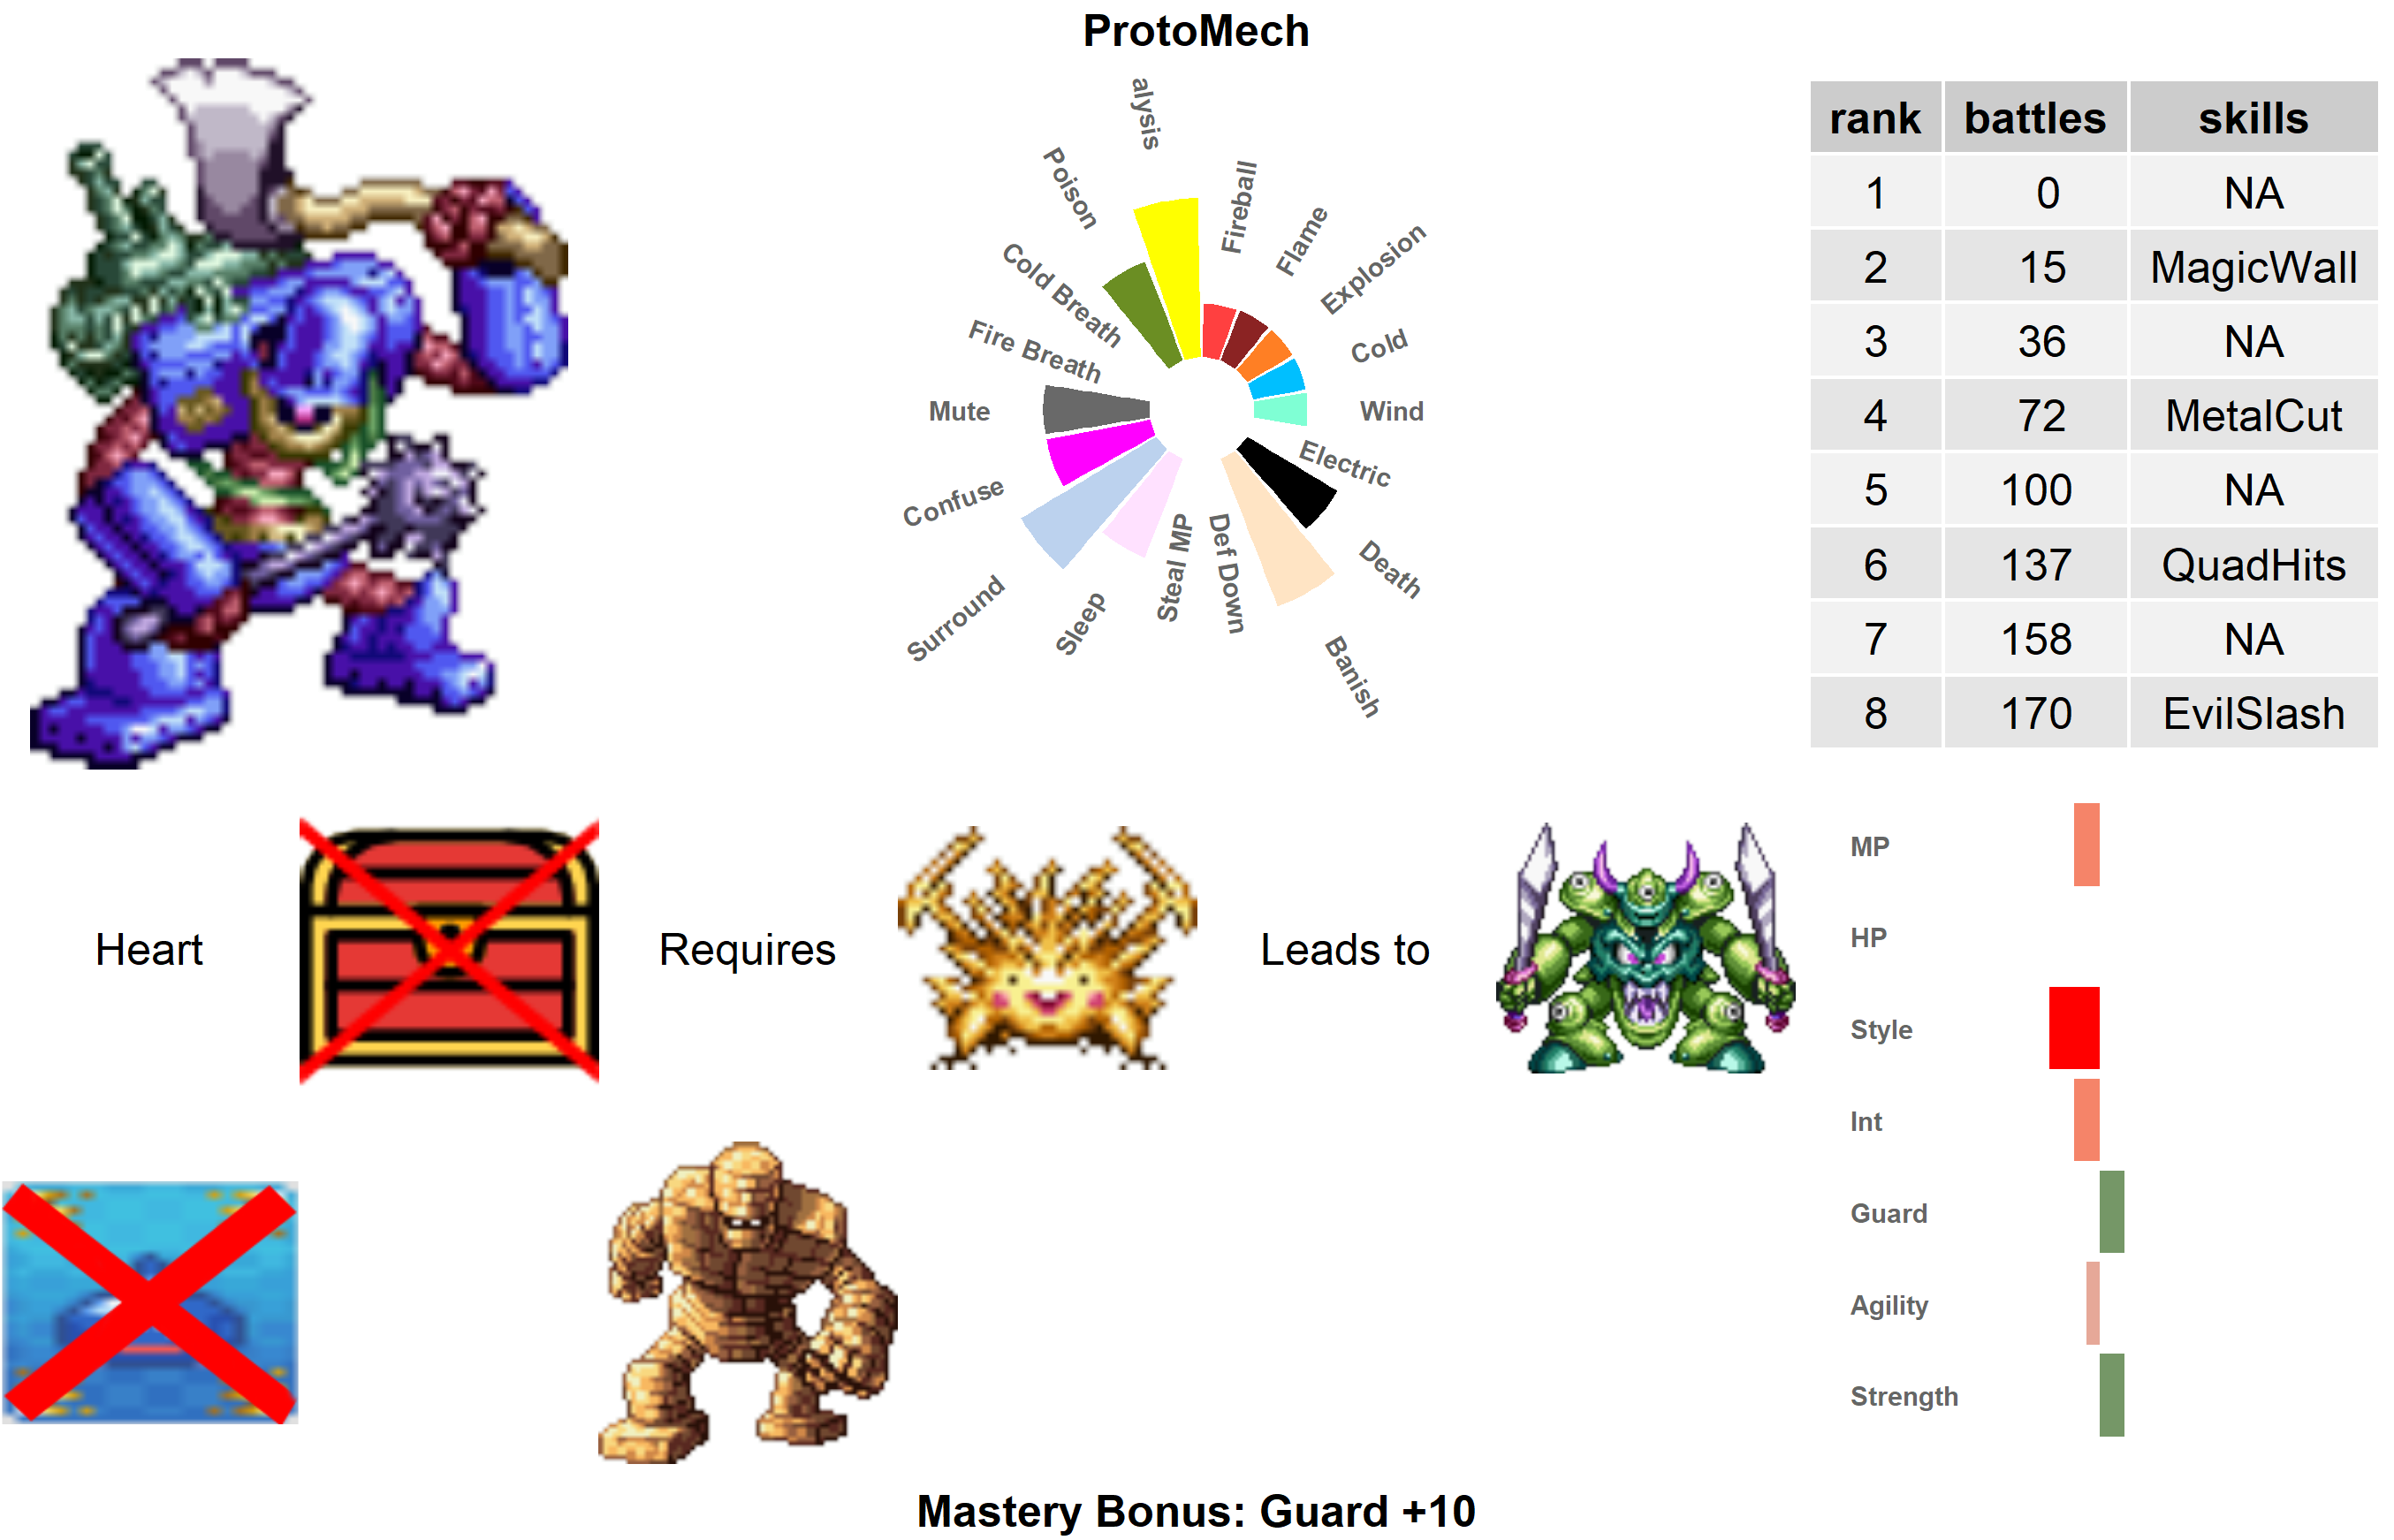 ProtoMech
alysis
Poison
Cold Breath
Fire Breath
Mute
Confuse
Surround
Sleep
Steal MP
Def Down
Banish
Death
Electric
Wind
Cold
Explosion
Flame
Fireball
rank battles skills
1 0 NA
2 15 MagicWall
3 36 NA
4 72 MetalCut
5 100 NA
6 137 QuadHits
7 158 NA
8 170 EvilSlash
Heart Requires Leads to
MP
HP
Style
Int
Guard
Agility
Strength
Mastery Bonus: Guard +10